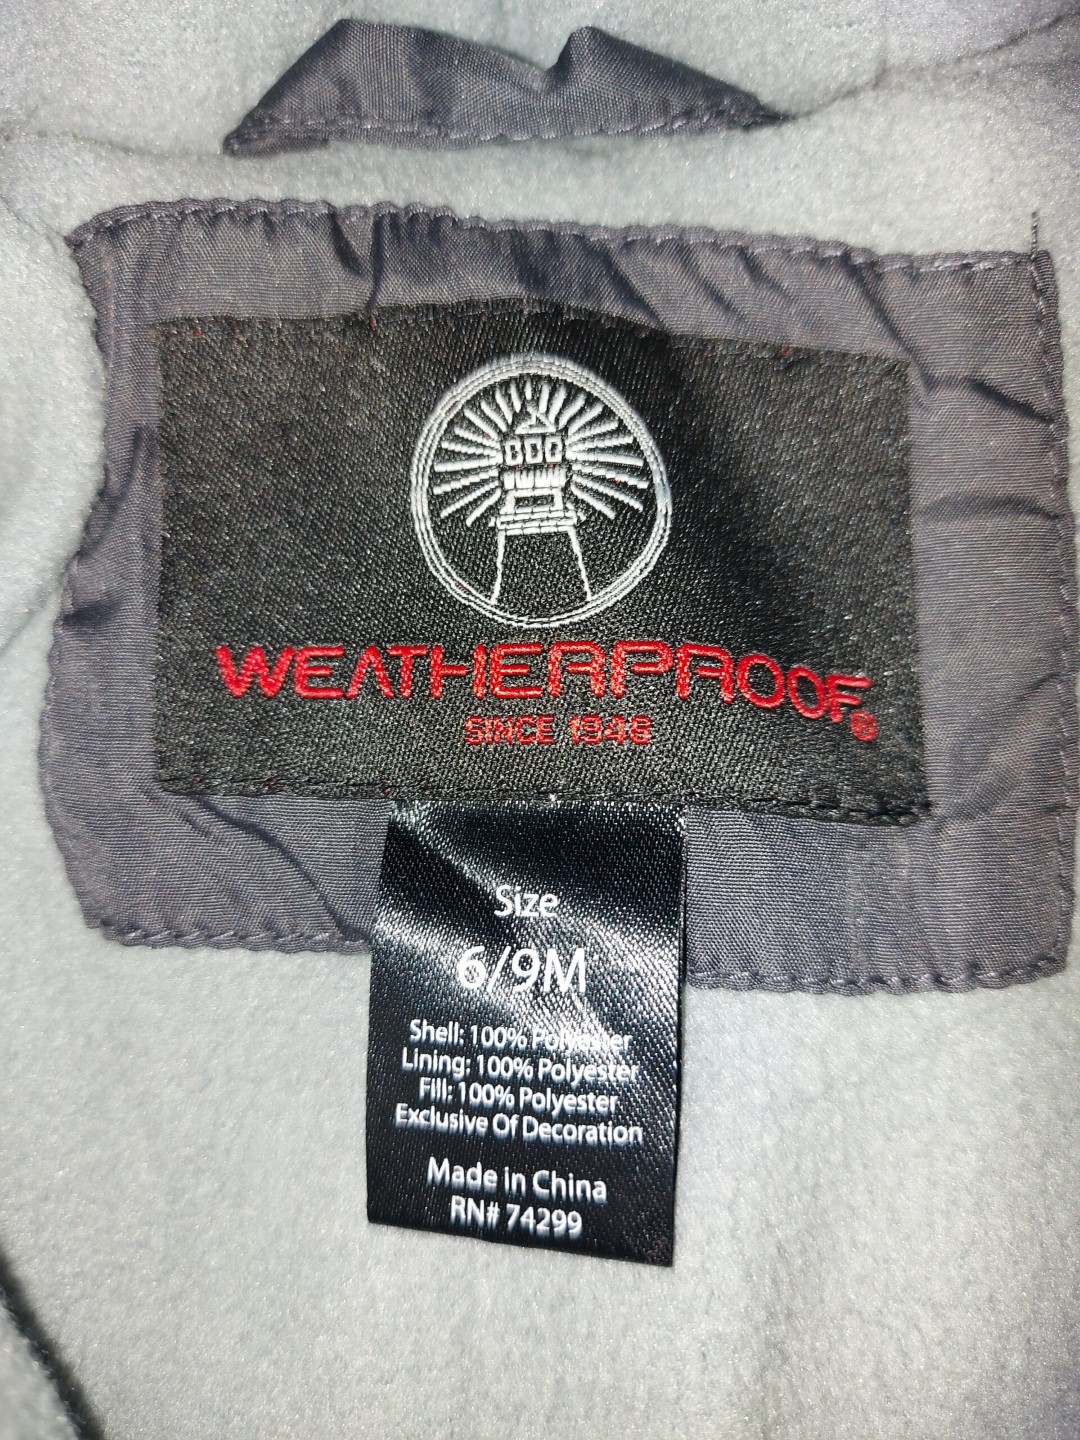 WEATHERPROOF®
SINCE 1948
Size
6/9M
Shell: 100% Polyester
Lining: 100% Polyester
Fill: 100% Polyester
Exclusive Of Decoration
Made in China
RN# 74299